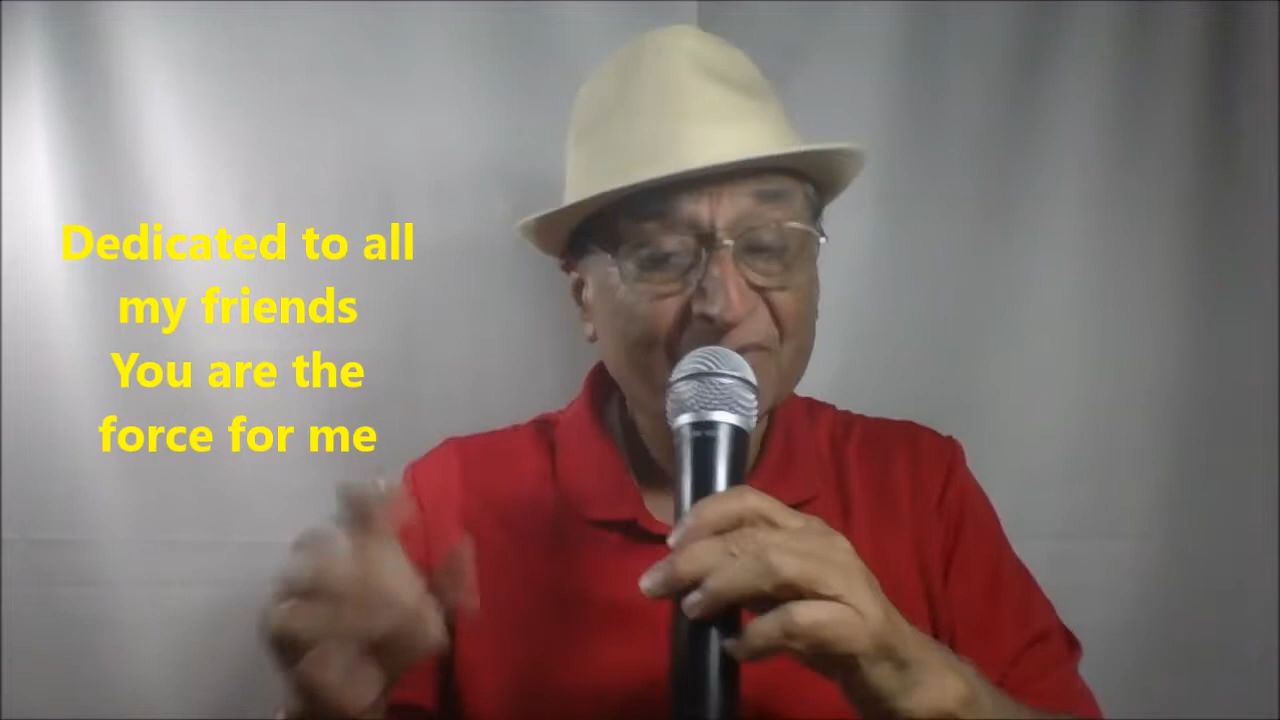 Dedicated to all
my friends
You are the
force for me